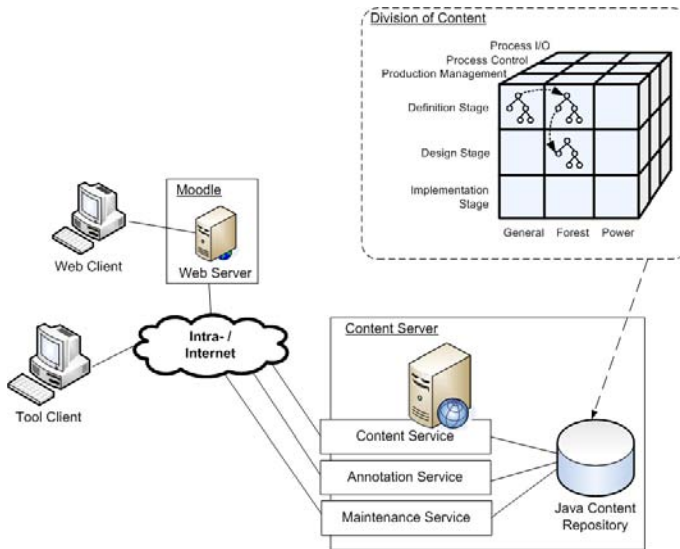 Division of Content
Process I/O
Process Control
Production Management
Definition Stage
Design Stage
Implementation
Stage
General Forest Power
Moodle
Web Server
Web Client
Intra- /
Internet
Tool Client
Content Server
Content Service
Annotation Service
Maintenance Service
Java Content
Repository